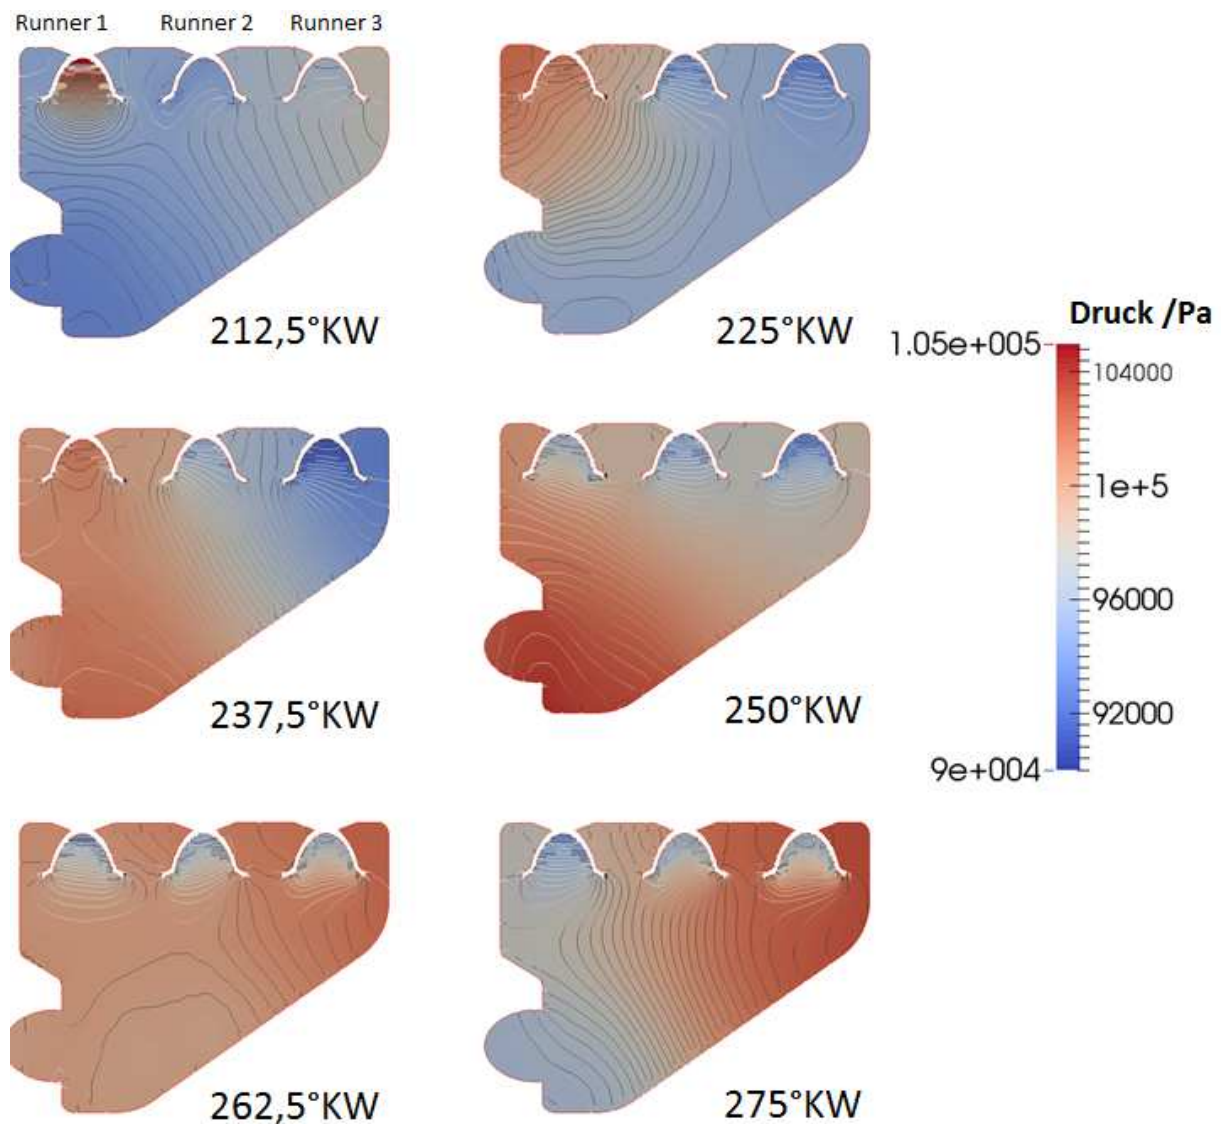 Runner 1
Runner 2
Runner 3
212,5°KW
225°KW
Druck /Pa
1.05e+005
104000
1e+5
96000
92000
9e+004
237,5°KW
250°KW
262,5°KW
275°KW